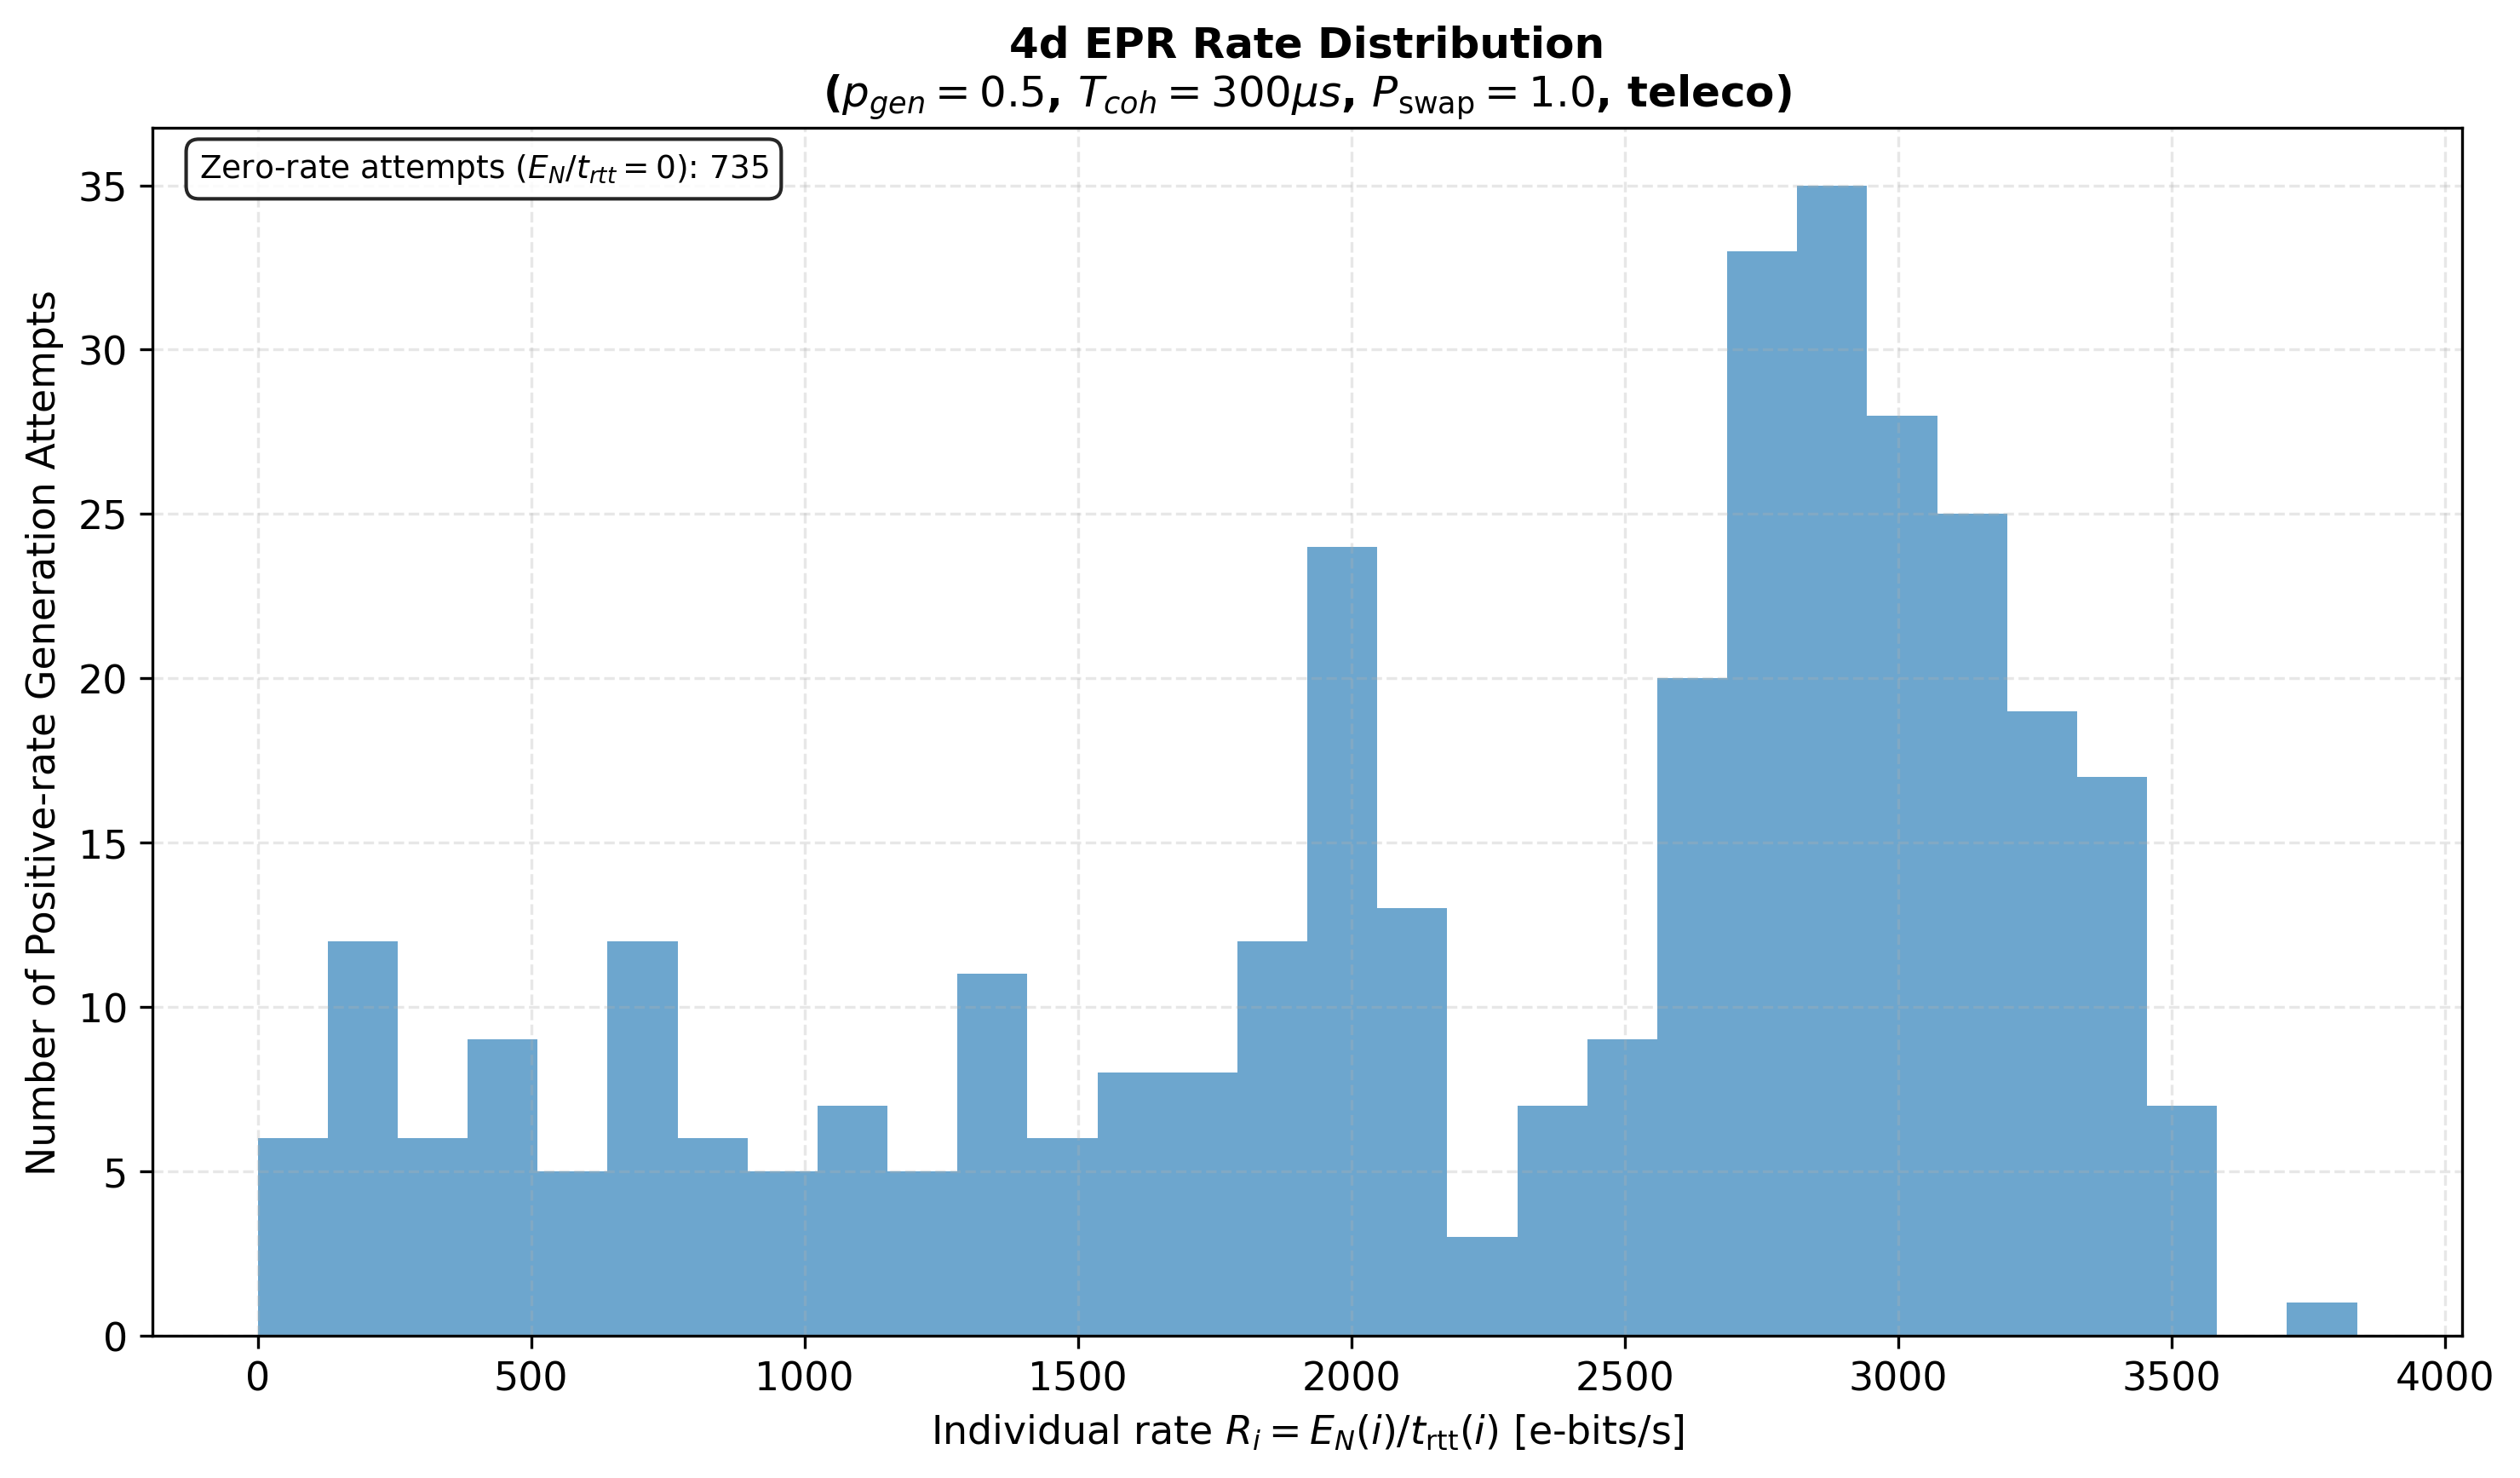 4d EPR Rate Distribution
(p_gen = 0.5, T_coh = 300μs, P_swap = 1.0, teleco)
Zero-rate attempts (E_N/t_rtt = 0): 735
Number of Positive-rate Generation Attempts
35
30
25
20
15
10
5
0
0 500 1000 1500 2000 2500 3000 3500 4000
Individual rate R_i = E_N(i)/t_rtt(i) [e-bits/s]